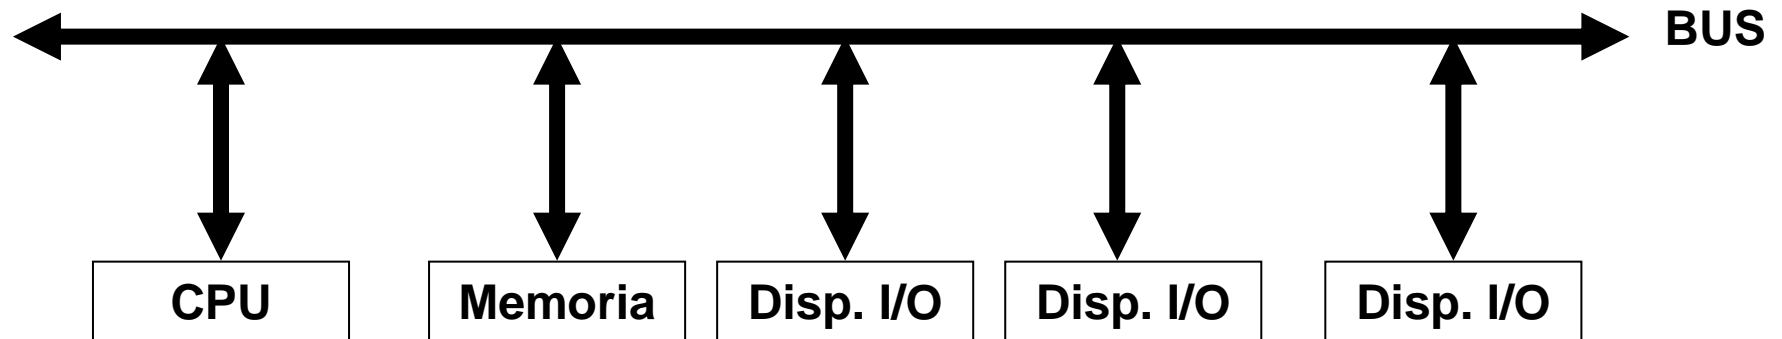 BUS
CPU
Memoria
Disp. I/O
Disp. I/O
Disp. I/O